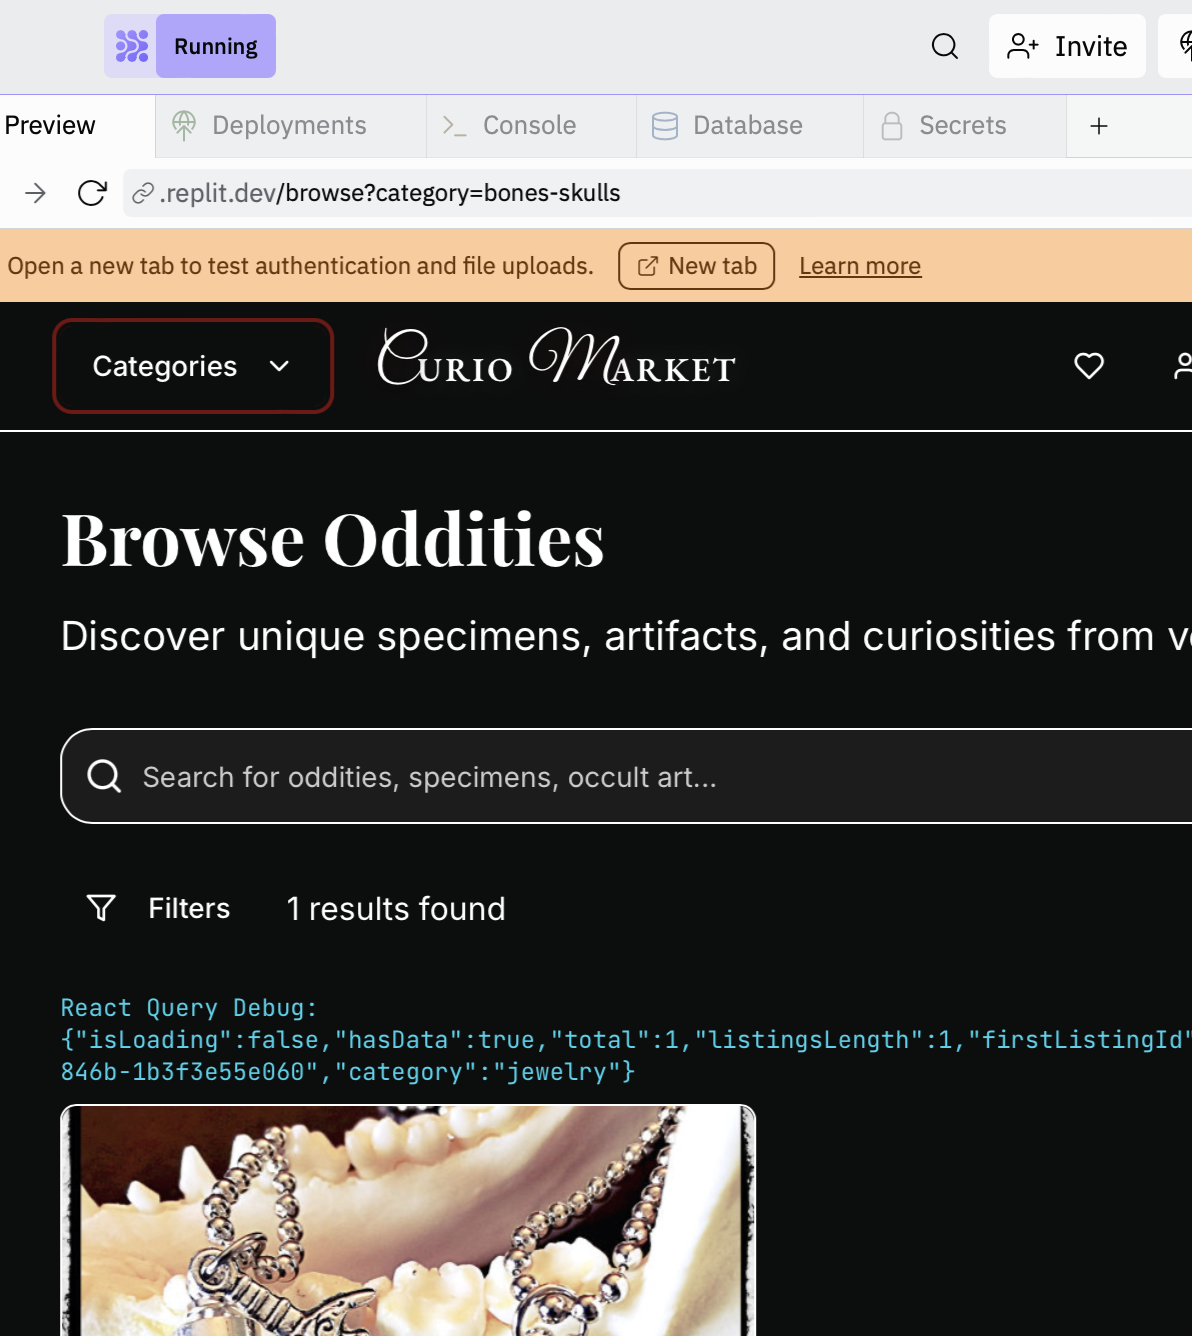 Running
Invite
Preview
Deployments
Console
Database
Secrets
.replit.dev/browse?category=bones-skulls
Open a new tab to test authentication and file uploads.
New tab
Learn more
Categories
Curio Market
Browse Oddities
Discover unique specimens, artifacts, and curiosities from
Search for oddities, specimens, occult art...
Filters
1 results found
React Query Debug:
{"isLoading":false,"hasData":true,"total":1,"listingsLength":1,"firstListingId"
846b-1b3f3e55e060","category":"jewelry"}